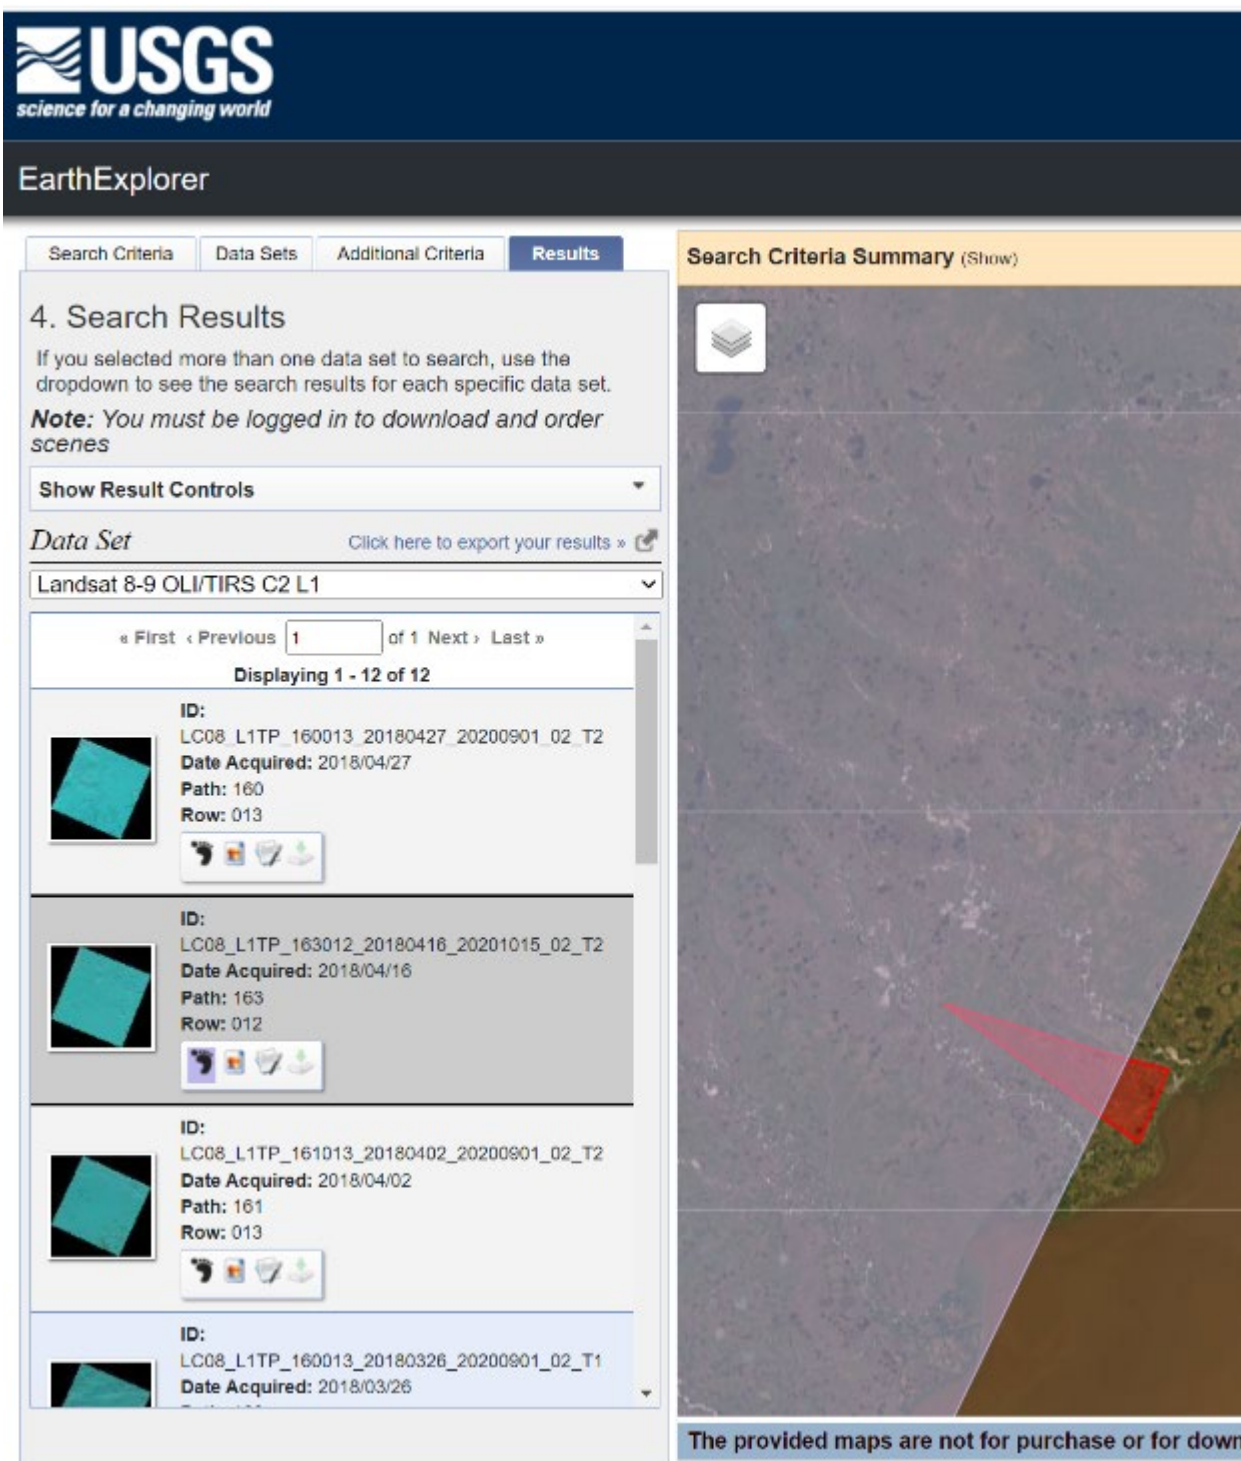 USGS
science for a changing world
EarthExplorer
Search Criteria Data Sets Additional Criteria Results
4. Search Results
If you selected more than one data set to search, use the
dropdown to see the search results for each specific data set.
Note: You must be logged in to download and order
scenes
Show Result Controls
Data Set Click here to export your results »
Landsat 8-9 OLI/TIRS C2 L1
« First ‹ Previous 1 of 1 Next › Last »
Displaying 1 - 12 of 12
ID:
LC08_L1TP_160013_20180427_20200901_02_T2
Date Acquired: 2018/04/27
Path: 160
Row: 013
ID:
LC08_L1TP_163012_20180416_20201015_02_T2
Date Acquired: 2018/04/16
Path: 163
Row: 012
ID:
LC08_L1TP_161013_20180402_20200901_02_T2
Date Acquired: 2018/04/02
Path: 161
Row: 013
ID:
LC08_L1TP_160013_20180326_20200901_02_T1
Date Acquired: 2018/03/26
Search Criteria Summary (Show)
The provided maps are not for purchase or for down